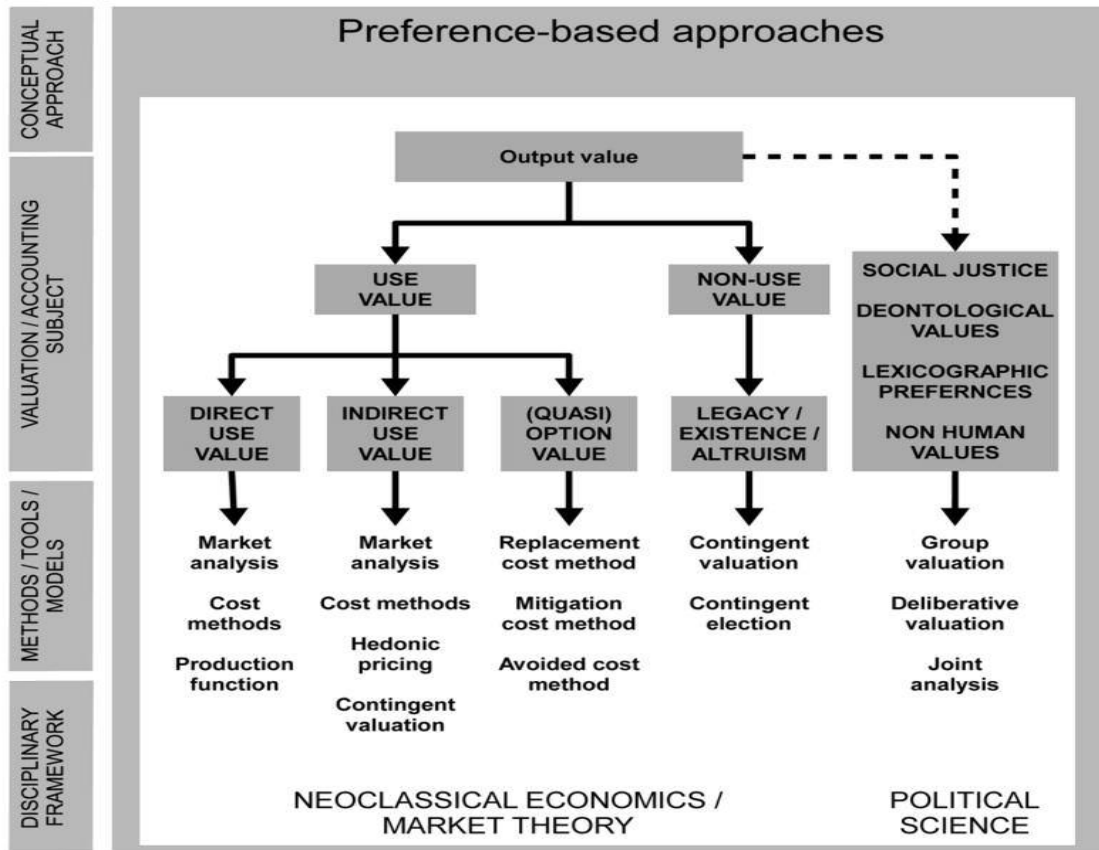 CONCEPTUAL
APPROACH
VALUATION / ACCOUNTING
SUBJECT
METHODS / TOOLS /
MODELS
DISCIPLINARY
FRAMEWORK
Preference-based approaches
Output value
USE
VALUE
NON-USE
VALUE
SOCIAL JUSTICE
DEONTOLOGICAL
VALUES
LEXICOGRAPHIC
PREFERNCES
NON HUMAN
VALUES
DIRECT
USE
VALUE
INDIRECT
USE
VALUE
(QUASI)
OPTION
VALUE
LEGACY /
EXISTENCE /
ALTRUISM
Market
analysis
Cost
methods
Production
function
Market
analysis
Cost methods
Hedonic
pricing
Contingent
valuation
Replacement
cost method
Mitigation
cost method
Avoided cost
method
Contingent
valuation
Contingent
election
Group
valuation
Deliberative
valuation
Joint
analysis
NEOCLASSICAL ECONOMICS /
MARKET THEORY
POLITICAL
SCIENCE